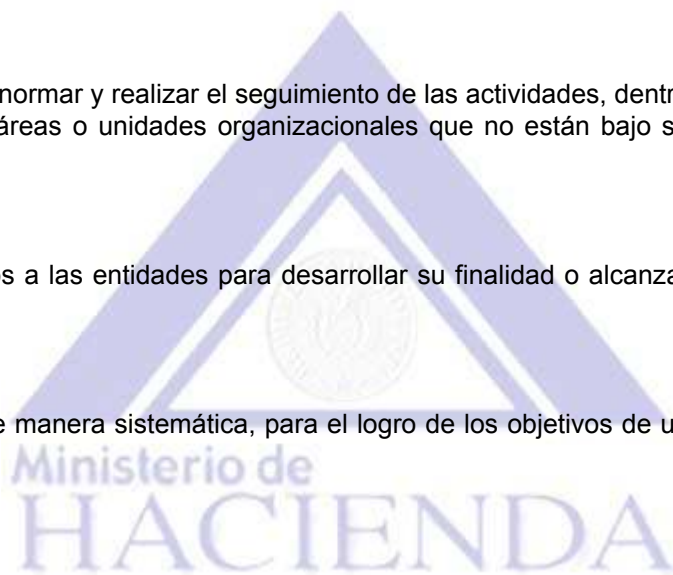 normar y realizar el seguimiento de las actividades, dentr
áreas o unidades organizacionales que no están bajo s
s a las entidades para desarrollar su finalidad o alcanza
e manera sistemática, para el logro de los objetivos de u
Ministerio de
HACIENDA